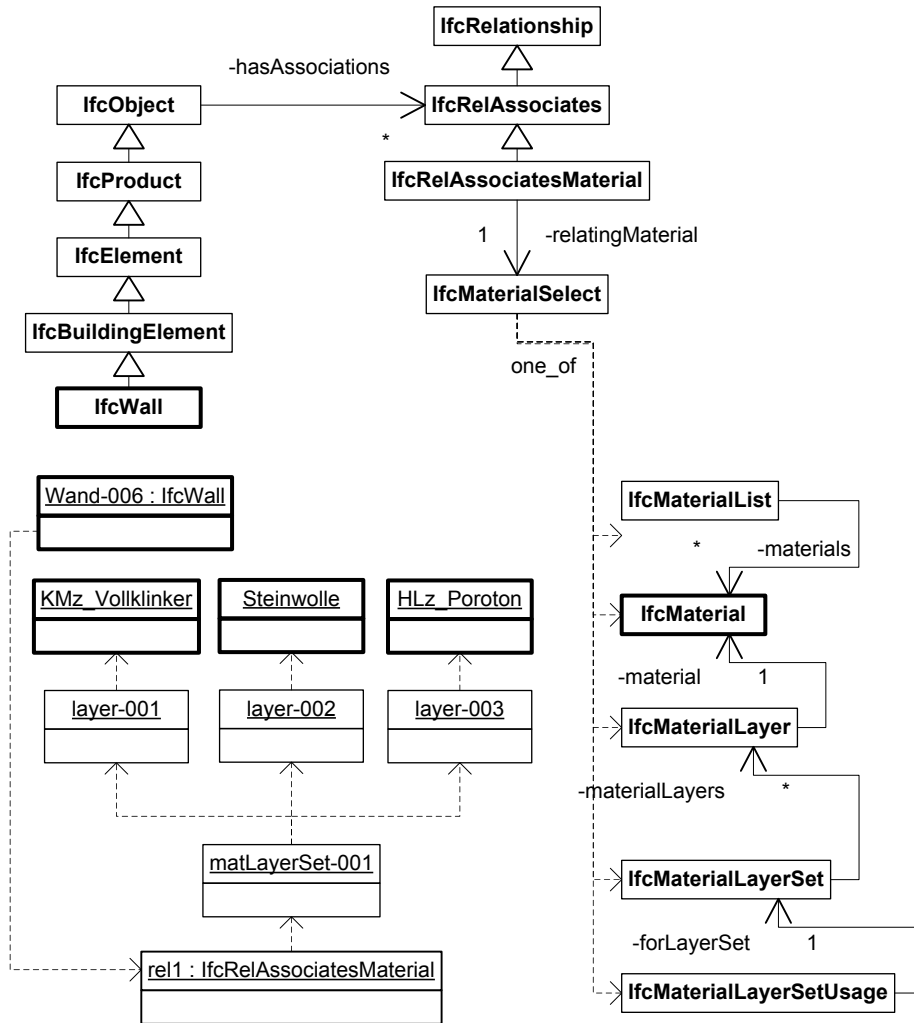 IfcRelationship
-hasAssociations
IfcObject
IfcRelAssociates
*
IfcProduct
IfcRelAssociatesMaterial
1
-relatingMaterial
IfcElement
IfcMaterialSelect
IfcBuildingElement
one_of
IfcWall
Wand-006 : IfcWall
IfcMaterialList
*
-materials
KMz_Vollklinker
Steinwolle
HLz_Poroton
IfcMaterial
-material
1
layer-001
layer-002
layer-003
IfcMaterialLayer
-materialLayers
*
matLayerSet-001
IfcMaterialLayerSet
-forLayerSet
1
rel1 : IfcRelAssociatesMaterial
IfcMaterialLayerSetUsage